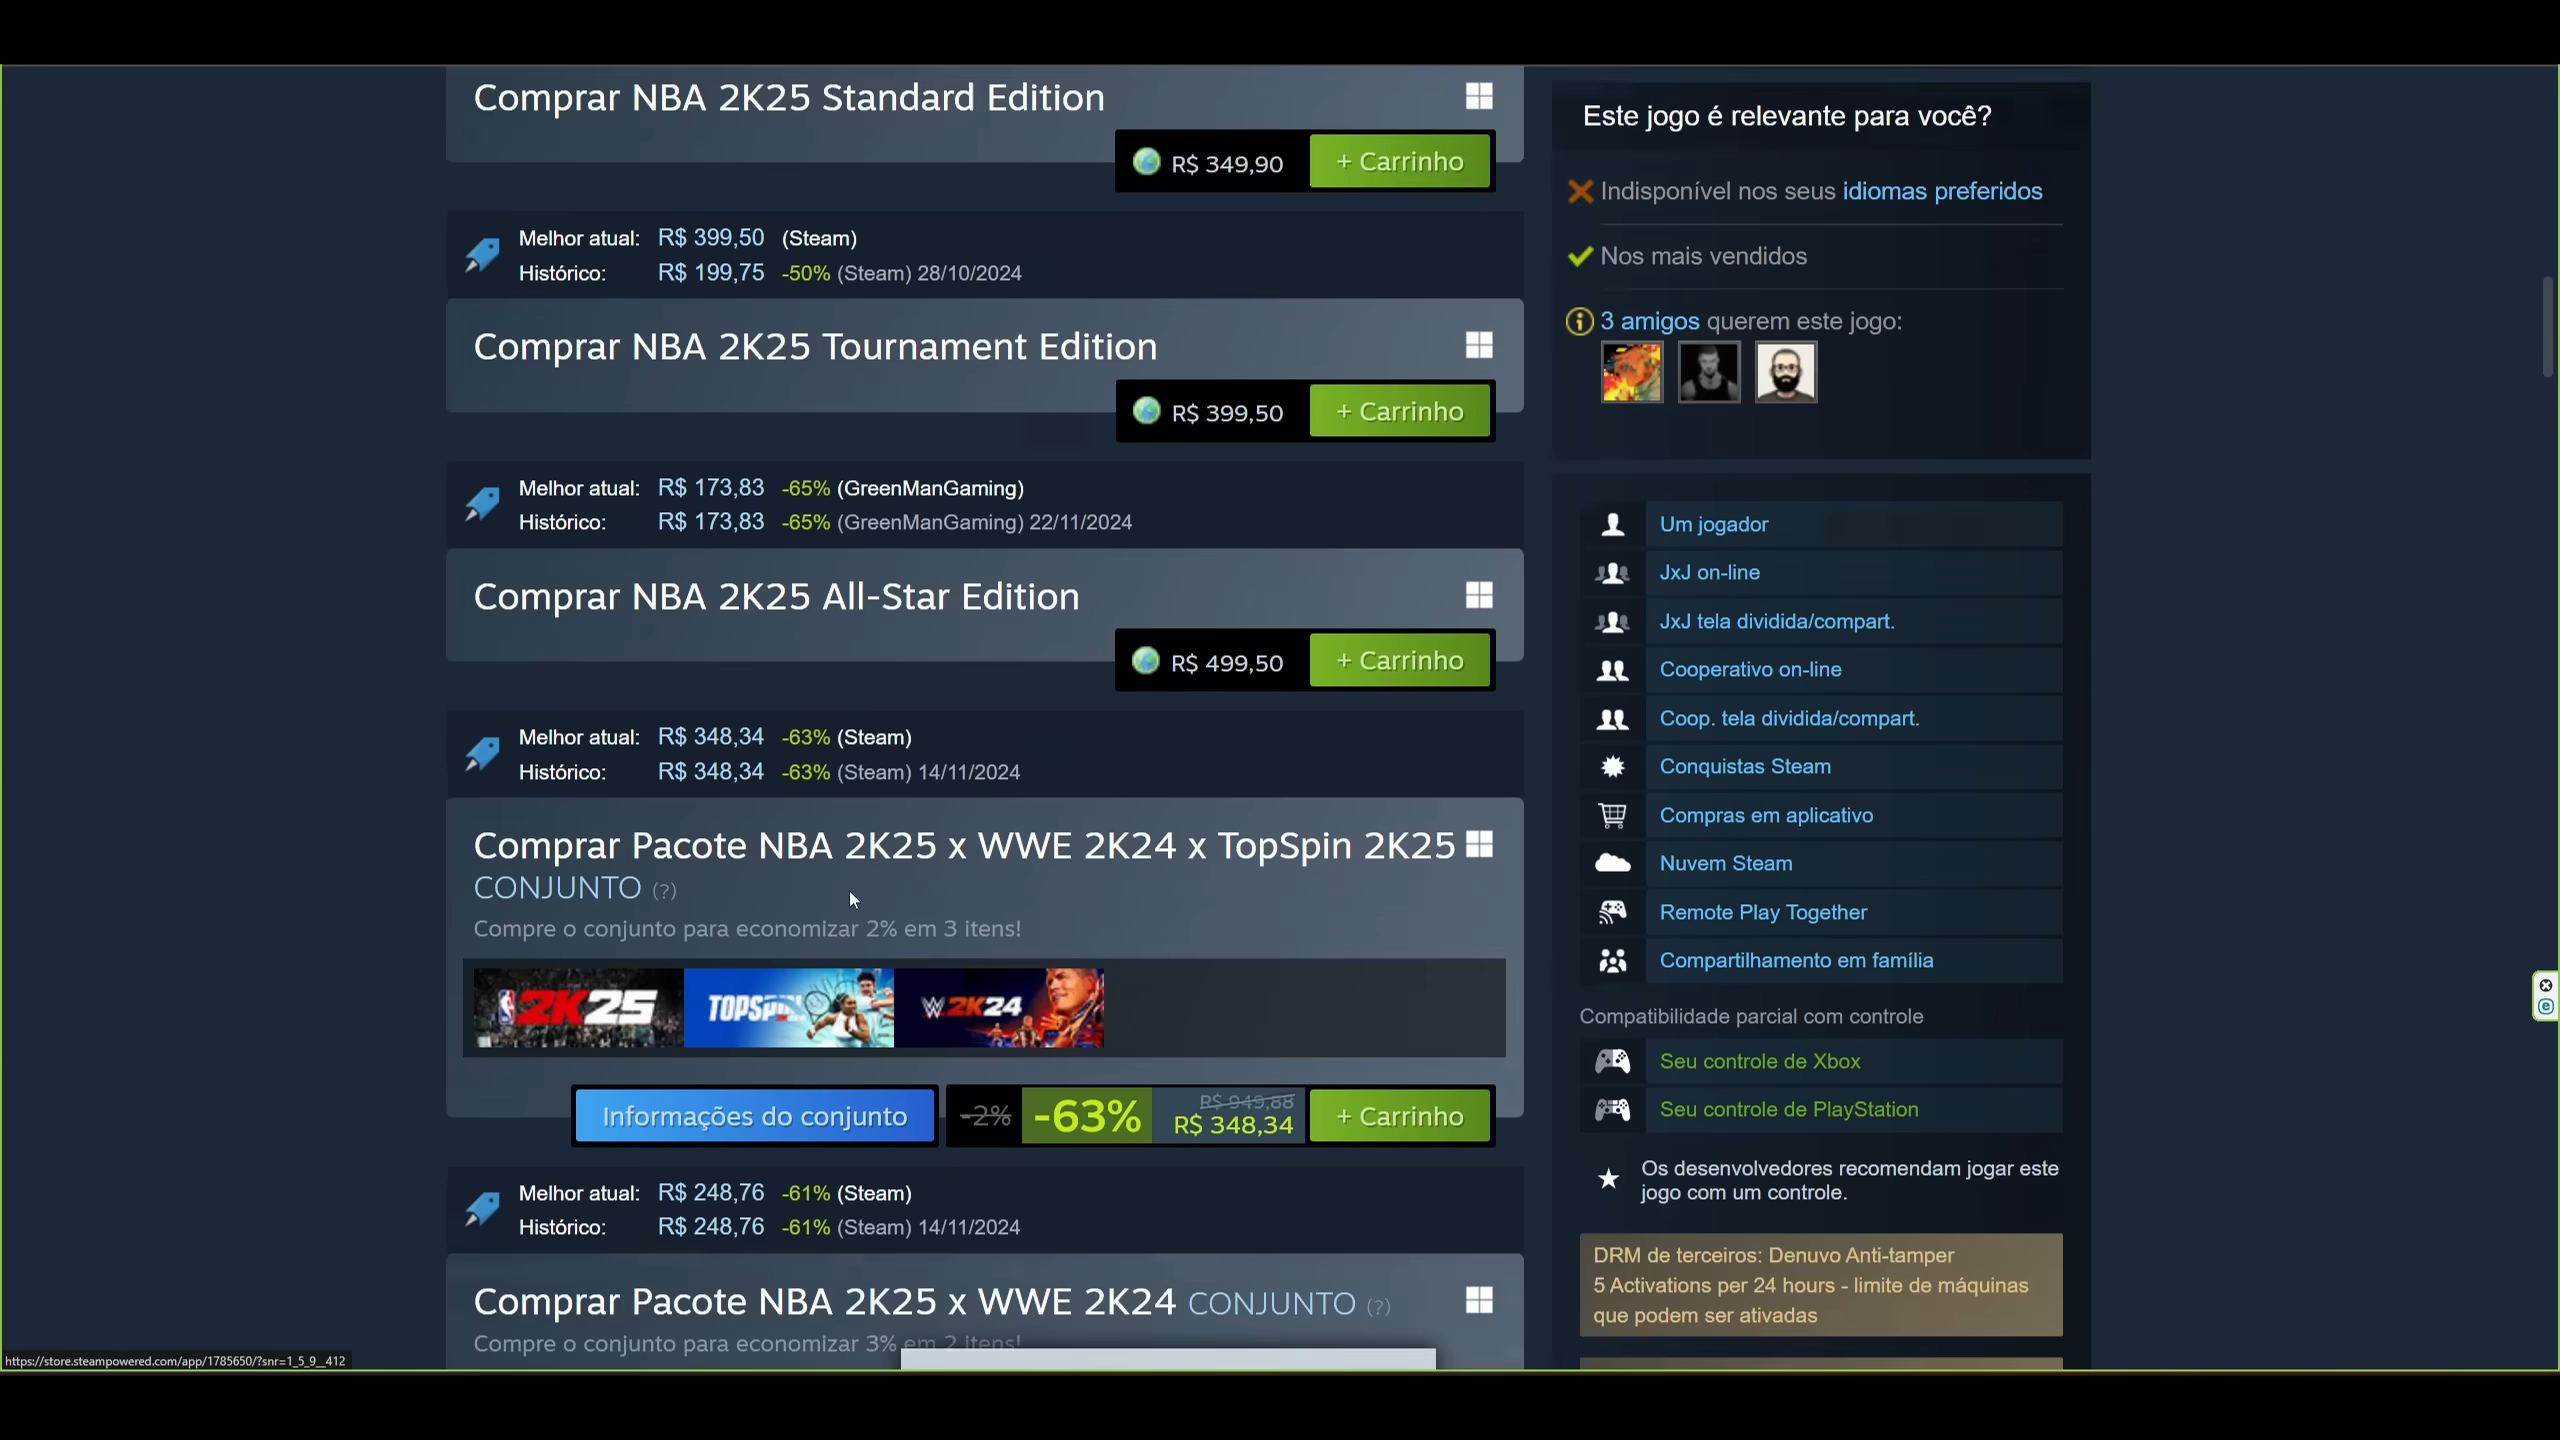 Comprar NBA 2K25 Standard Edition
R$ 349,90
+ Carrinho
Melhor atual: R$ 399,50 (Steam)
Histórico: R$ 199,75 -50% (Steam) 28/10/2024
Comprar NBA 2K25 Tournament Edition
R$ 399,50
+ Carrinho
Melhor atual: R$ 173,83 -65% (GreenManGaming)
Histórico: R$ 173,83 -65% (GreenManGaming) 22/11/2024
Comprar NBA 2K25 All-Star Edition
R$ 499,50
+ Carrinho
Melhor atual: R$ 348,34 -63% (Steam)
Histórico: R$ 348,34 -63% (Steam) 14/11/2024
Comprar Pacote NBA 2K25 x WWE 2K24 x TopSpin 2K25
CONJUNTO (?)
Compre o conjunto para economizar 2% em 3 itens!
2K25
TOPSPIN
W 2K24
Informações do conjunto
-2%
-63%
R$ 949,88
R$ 348,34
+ Carrinho
Melhor atual: R$ 248,76 -61% (Steam)
Histórico: R$ 248,76 -61% (Steam) 14/11/2024
Comprar Pacote NBA 2K25 x WWE 2K24 CONJUNTO (?)
Compre o conjunto para economizar 3% em 2 itens!
https://store.steampowered.com/app/1785650/?snr=1_5_9__412
Este jogo é relevante para você?
Indisponível nos seus idiomas preferidos
Nos mais vendidos
3 amigos querem este jogo:
Um jogador
JxJ on-line
JxJ tela dividida/compart.
Cooperativo on-line
Coop. tela dividida/compart.
Conquistas Steam
Compras em aplicativo
Nuvem Steam
Remote Play Together
Compartilhamento em família
Compatibilidade parcial com controle
Seu controle de Xbox
Seu controle de PlayStation
Os desenvolvedores recomendam jogar este
jogo com um controle.
DRM de terceiros: Denuvo Anti-tamper
5 Activations per 24 hours - limite de máquinas
que podem ser ativadas